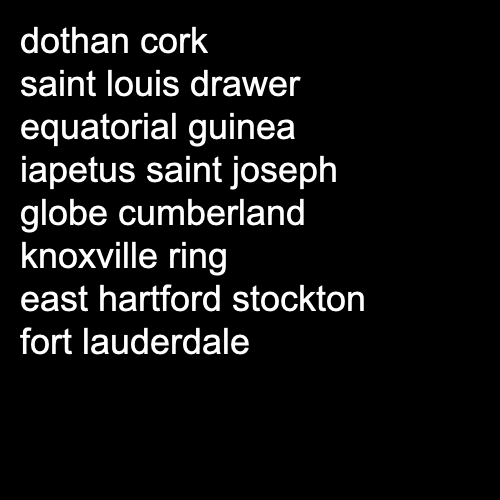 dothan cork
saint louis drawer
equatorial guinea
iapetus saint joseph
globe cumberland
knoxville ring
east hartford stockton
fort lauderdale